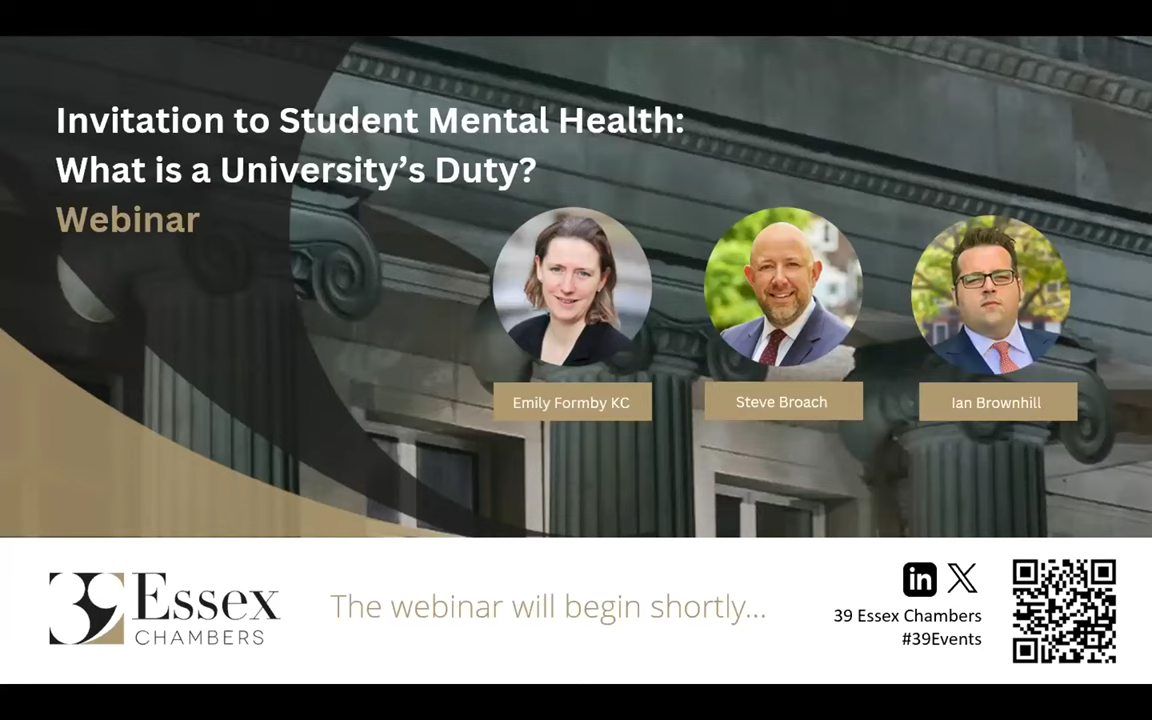 Invitation to Student Mental Health:
What is a University’s Duty?
Webinar
Emily Formby KC
Steve Broach
Ian Brownhill
39 Essex
CHAMBERS
The webinar will begin shortly...
in X
39 Essex Chambers
#39Events